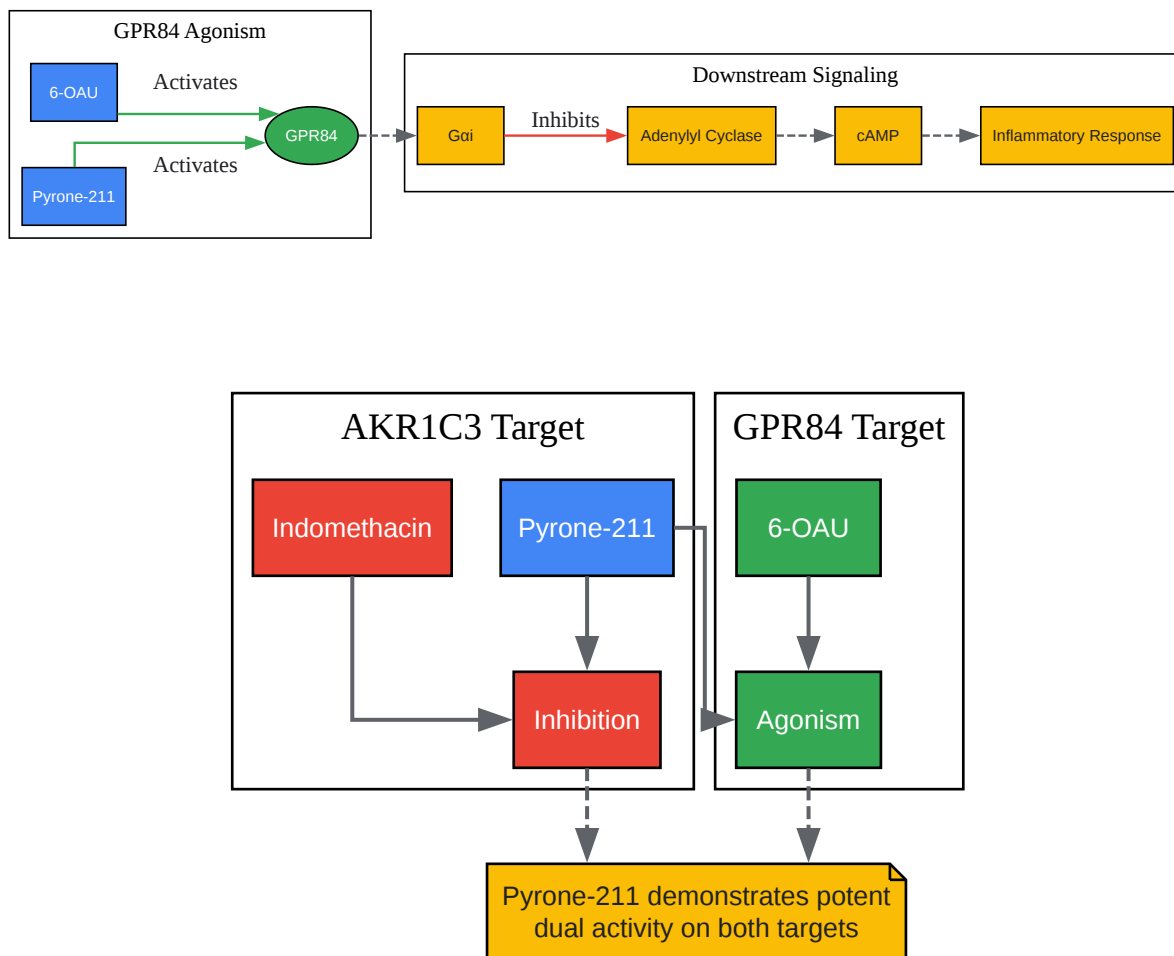 GPR84 Agonism
6-OAU
Activates
GPR84
Activates
Pyrone-211
Downstream Signaling
Gαi
Inhibits
Adenylyl Cyclase
cAMP
Inflammatory Response
AKR1C3 Target
Indomethacin
Pyrone-211
Inhibition
GPR84 Target
6-OAU
Agonism
Pyrone-211 demonstrates potent
dual activity on both targets